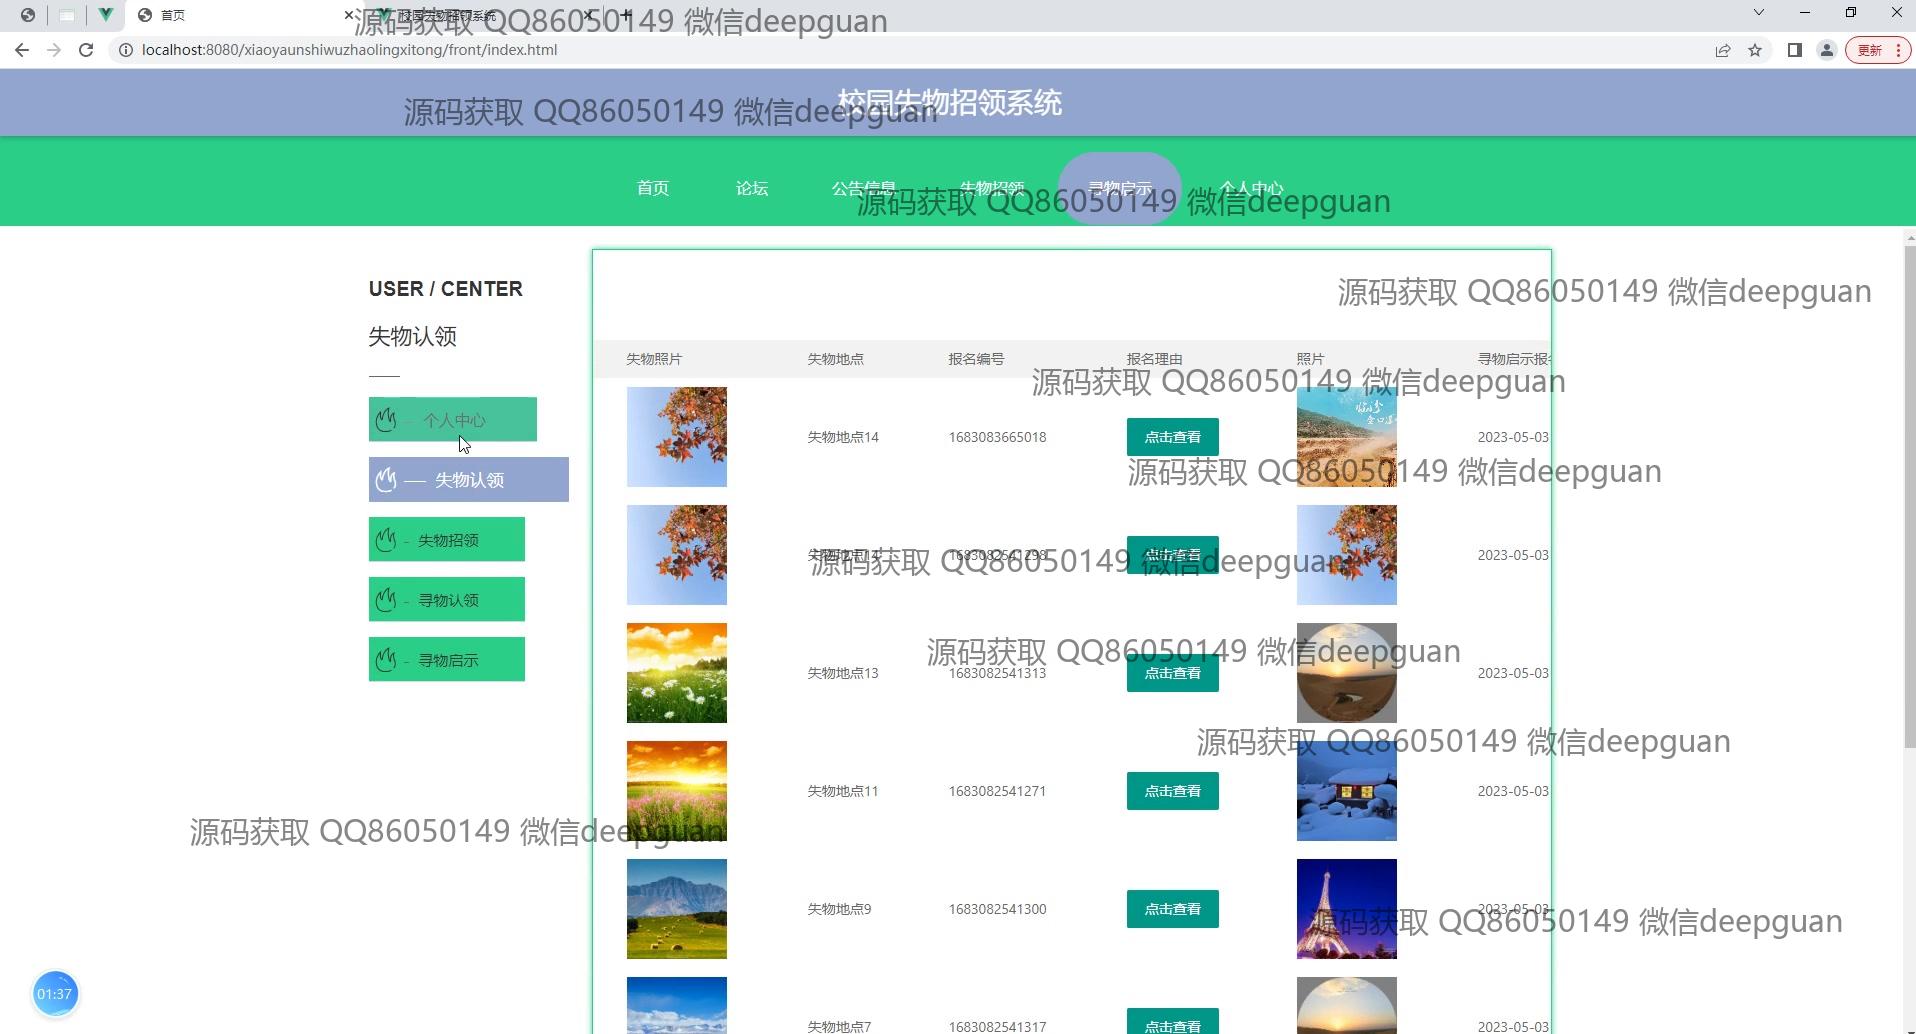 首页
校园失物招领系统
源码获取 QQ86050149 微信deepguan
localhost:8080/xiaoyaunshiwuzhaolingxitong/front/index.html
更新
校园失物招领系统
源码获取 QQ86050149 微信deepguan
首页 论坛 公告信息 失物招领 寻物启示 个人中心
源码获取 QQ86050149 微信deepguan
USER / CENTER
源码获取 QQ86050149 微信deepguan
失物认领
个人中心
失物认领
失物招领
寻物认领
寻物启示
失物照片 失物地点 报名编号 报名理由 照片 寻物启示报名
源码获取 QQ86050149 微信deepguan
失物地点14 1683083665018 点击查看 2023-05-03
源码获取 QQ86050149 微信deepguan
失物地点14 1683082541298 点击查看 2023-05-03
源码获取 QQ86050149 微信deepguan
源码获取 QQ86050149 微信deepguan
失物地点13 1683082541313 点击查看 2023-05-03
源码获取 QQ86050149 微信deepguan
失物地点11 1683082541271 点击查看 2023-05-03
源码获取 QQ86050149 微信deepguan
失物地点9 1683082541300 点击查看 2023-05-03
源码获取 QQ86050149 微信deepguan
失物地点7 1683082541317 点击查看 2023-05-03
01:37